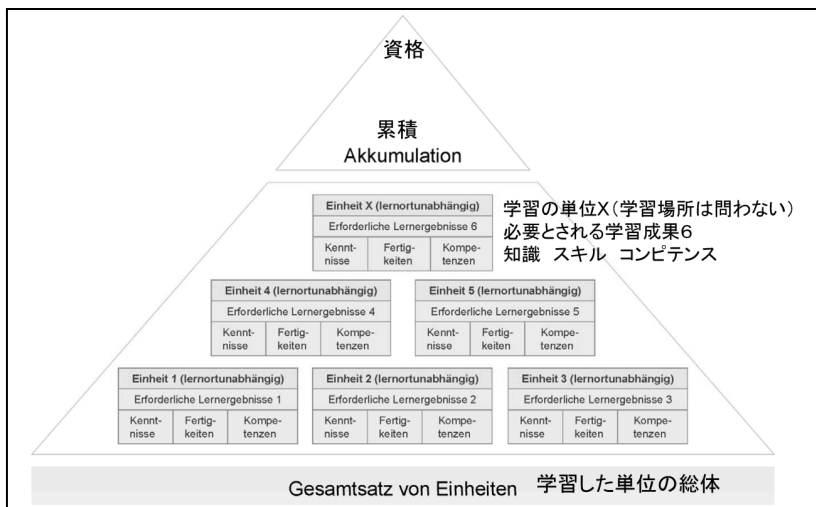 資格
累積
Akkumulation
Einheit X (lernortunabhängig)
Erforderliche Lernergebnisse 6
Kennt-nisse Fertig-keiten Kompe-tenzen
学習の単位X(学習場所は問わない)
必要とされる学習成果6
知識 スキル コンピテンス
Einheit 4 (lernortunabhängig)
Erforderliche Lernergebnisse 4
Kennt-nisse Fertig-keiten Kompe-tenzen
Einheit 5 (lernortunabhängig)
Erforderliche Lernergebnisse 5
Kennt-nisse Fertig-keiten Kompe-tenzen
Einheit 1 (lernortunabhängig)
Erforderliche Lernergebnisse 1
Kennt-nisse Fertig-keiten Kompe-tenzen
Einheit 2 (lernortunabhängig)
Erforderliche Lernergebnisse 2
Kennt-nisse Fertig-keiten Kompe-tenzen
Einheit 3 (lernortunabhängig)
Erforderliche Lernergebnisse 3
Kennt-nisse Fertig-keiten Kompe-tenzen
Gesamtsatz von Einheiten 学習した単位の総体